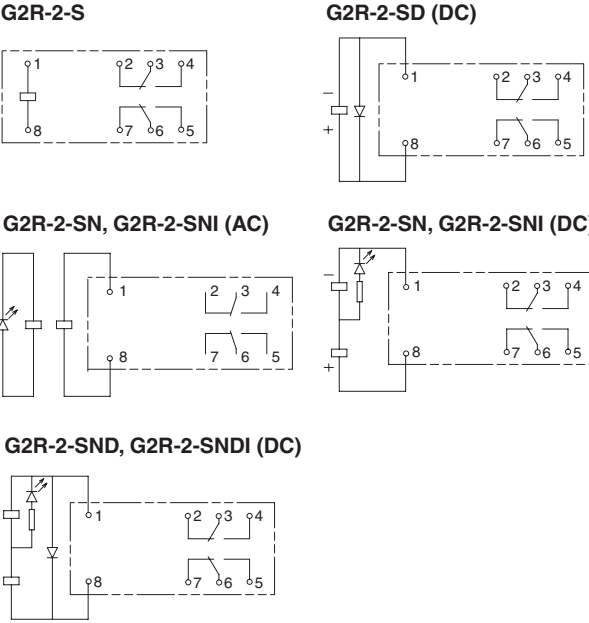 G2R-2-S
1 2 3 4
8 7 6 5
G2R-2-SD (DC)
− 1 2 3 4
+ 8 7 6 5
G2R-2-SN, G2R-2-SNI (AC)
1 2 3 4
8 7 6 5
G2R-2-SN, G2R-2-SNI (DC)
− 1 2 3 4
+ 8 7 6 5
G2R-2-SND, G2R-2-SNDI (DC)
1 2 3 4
8 7 6 5